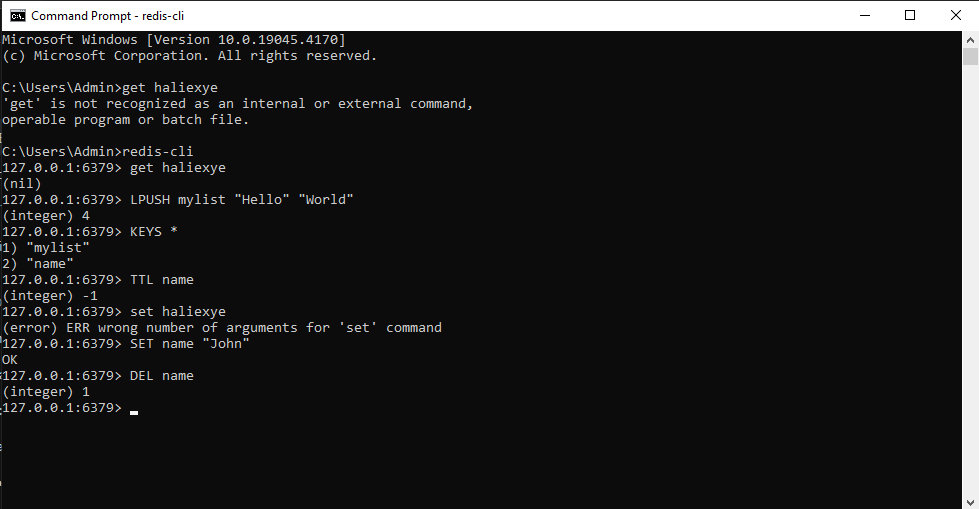 Command Prompt - redis-cli
Microsoft Windows [Version 10.0.19045.4170]
(c) Microsoft Corporation. All rights reserved.
C:\Users\Admin>get haliexye
'get' is not recognized as an internal or external command,
operable program or batch file.
C:\Users\Admin>redis-cli
127.0.0.1:6379> get haliexye
(nil)
127.0.0.1:6379> LPUSH mylist "Hello" "World"
(integer) 4
127.0.0.1:6379> KEYS *
1) "mylist"
2) "name"
127.0.0.1:6379> TTL name
(integer) -1
127.0.0.1:6379> set haliexye
(error) ERR wrong number of arguments for 'set' command
127.0.0.1:6379> SET name "John"
OK
127.0.0.1:6379> DEL name
(integer) 1
127.0.0.1:6379>